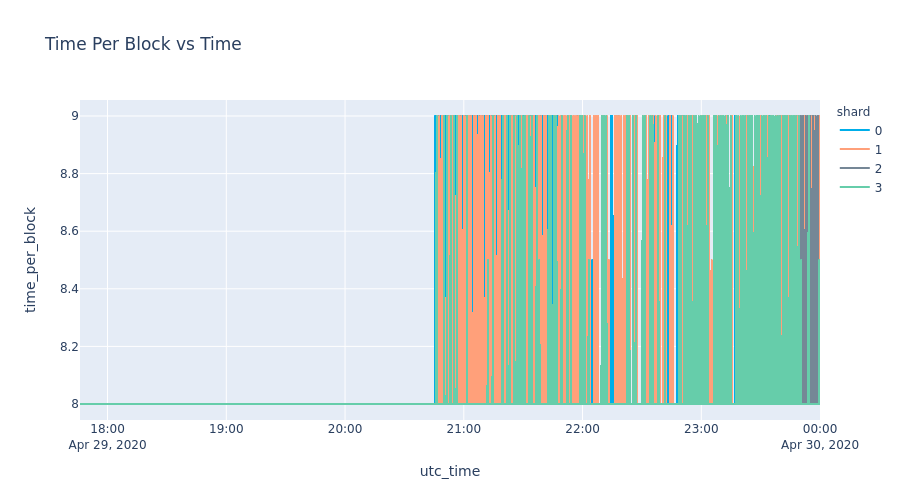 Time Per Block vs Time
shard
0
1
2
3
9
8.8
8.6
8.4
8.2
8
time_per_block
18:00
Apr 29, 2020
19:00
20:00
21:00
22:00
23:00
00:00
Apr 30, 2020
utc_time